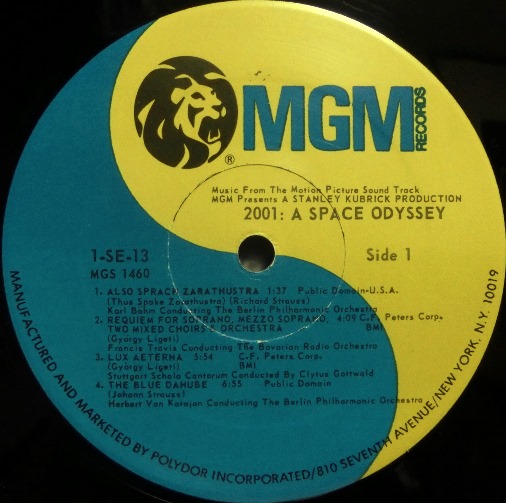 MGM
RECORDS
®
Music From The Motion Picture Sound Track
MGM Presents A STANLEY KUBRICK PRODUCTION
2001: A SPACE ODYSSEY
1-SE-13
Side 1
MGS 1460
1. ALSO SPRACH ZARATHUSTRA 1:37 Public Domain-U.S.A.
(Thus Spake Zarathustra) (Richard Strauss)
Karl Bohm Conducting The Berlin Philharmonic Orchestra
2. REQUIEM FOR SOPRANO, MEZZO SOPRANO, 4:09 C.F. Peters Corp.
TWO MIXED CHOIRS & ORCHESTRA BMI
(Gyorgy Ligeti)
Francis Travis Conducting The Bavarian Radio Orchestra
3. LUX AETERNA 5:54 C.F. Peters Corp.
(Gyorgy Ligeti) BMI
Stuttgart Schola Cantorum Conducted By Clytus Gottwald
4. THE BLUE DANUBE 6:55 Public Domain
(Johann Strauss)
Herbert Von Karajan Conducting The Berlin Philharmonic Orchestra
MANUFACTURED AND MARKETED BY POLYDOR INCORPORATED/810 SEVENTH AVENUE/NEW YORK, N.Y. 10019